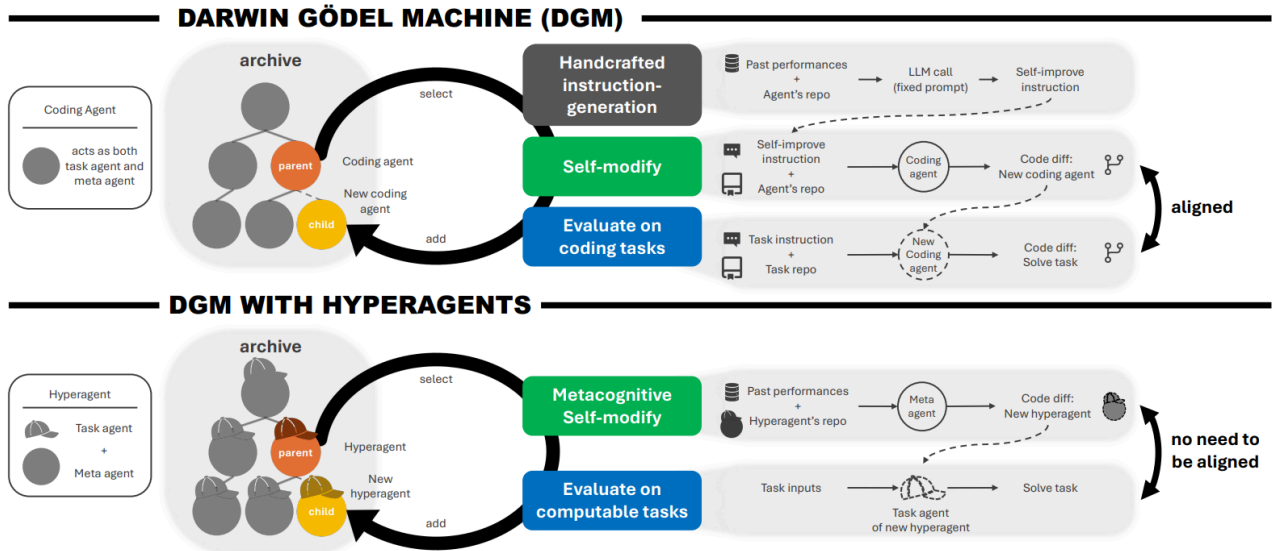 DARWIN GÖDEL MACHINE (DGM)
archive
Coding Agent
acts as both
task agent and
meta agent
parent
child
select
Coding agent
New coding
agent
add
Handcrafted
instruction-
generation
Past performances
+
Agent's repo
LLM call
(fixed prompt)
Self-improve
instruction
Self-modify
Self-improve
instruction
+
Agent's repo
Coding
agent
Code diff:
New coding agent
Evaluate on
coding tasks
Task instruction
+
Task repo
New
Coding
agent
Code diff:
Solve task
aligned
DGM WITH HYPERAGENTS
archive
Hyperagent
Task agent
+
Meta agent
parent
child
select
Hyperagent
New
hyperagent
add
Metacognitive
Self-modify
Past performances
+
Hyperagent's repo
Meta
agent
Code diff:
New hyperagent
Evaluate on
computable tasks
Task inputs
Task agent
of new hyperagent
Solve task
no need to
be aligned